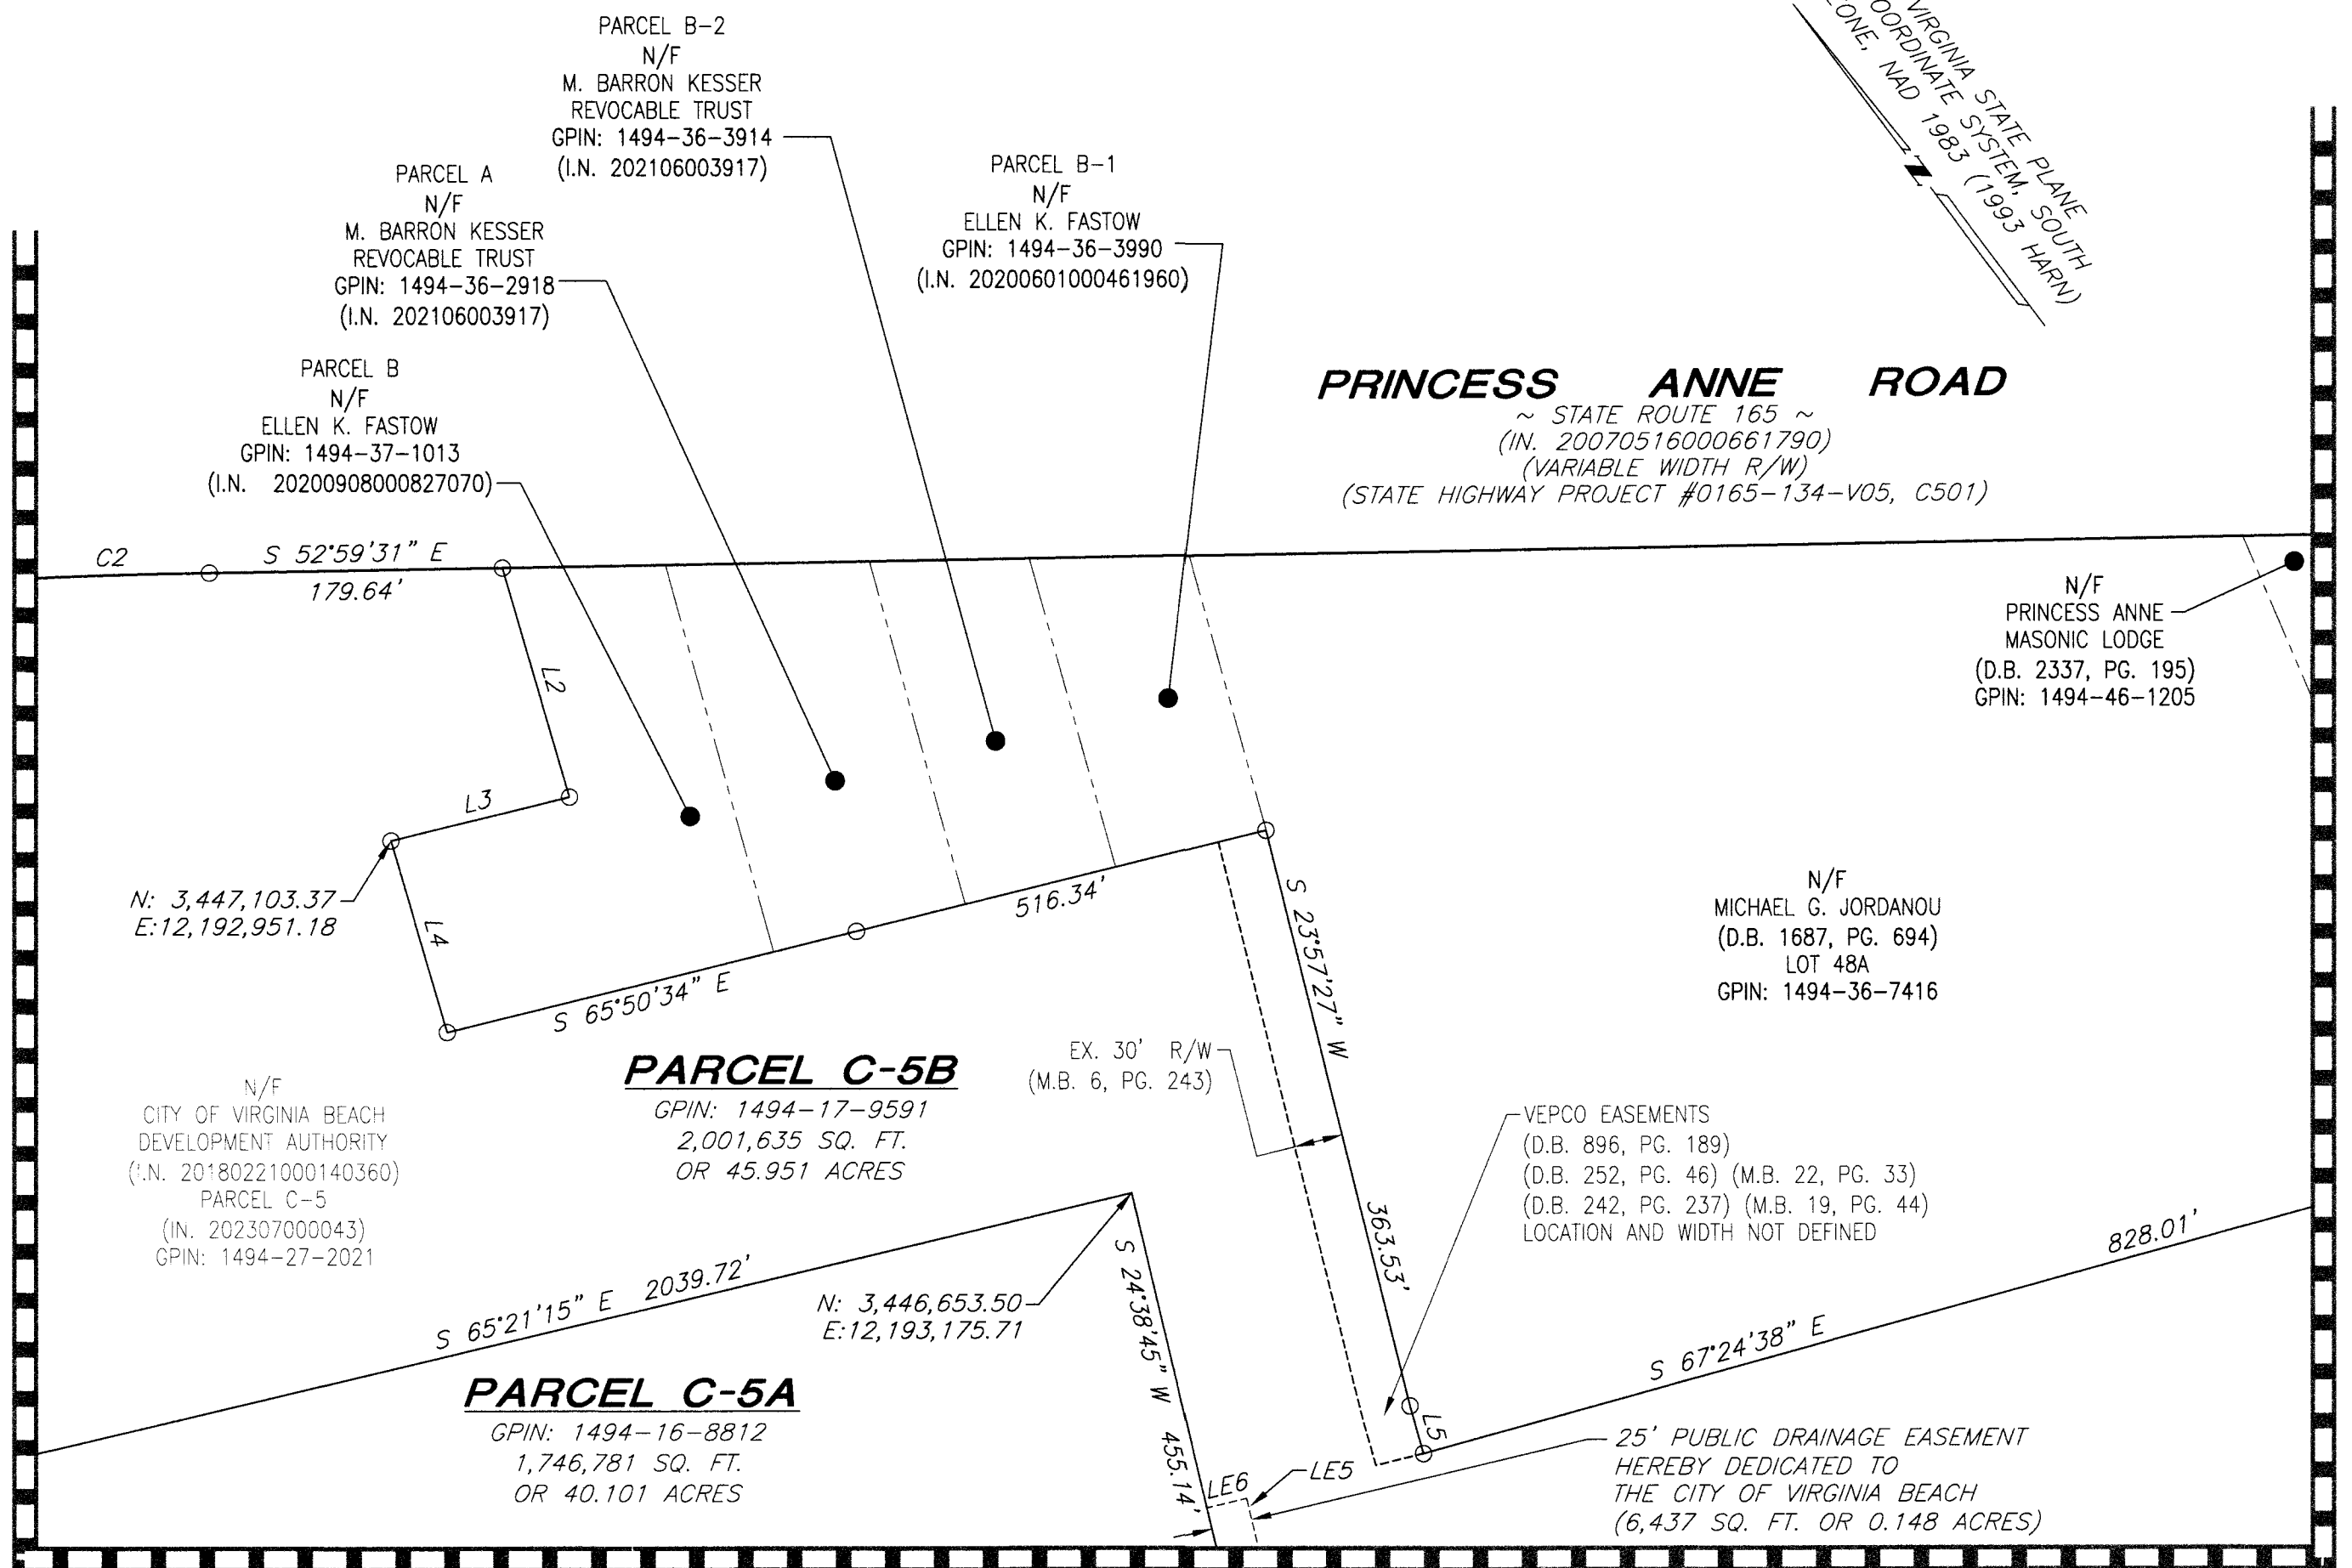 PARCEL B-2
N/F
M. BARRON KESSER
REVOCABLE TRUST
GPIN: 1494-36-3914
(I.N. 202106003917)
PARCEL A
N/F
M. BARRON KESSER
REVOCABLE TRUST
GPIN: 1494-36-2918
(I.N. 202106003917)
PARCEL B-1
N/F
ELLEN K. FASTOW
GPIN: 1494-36-3990
(I.N. 20200601000461960)
VIRGINIA STATE PLANE
COORDINATE SYSTEM, SOUTH
ZONE, NAD 1983 (1993 HARN)
N
PARCEL B
N/F
ELLEN K. FASTOW
GPIN: 1494-37-1013
(I.N. 20200908000827070)
PRINCESS ANNE ROAD
~ STATE ROUTE 165 ~
(IN. 20070516000661790)
(VARIABLE WIDTH R/W)
(STATE HIGHWAY PROJECT #0165-134-V05, C501)
C2
S 52°59'31" E
179.64'
L2
L3
L4
N: 3,447,103.37
E:12,192,951.18
S 65°50'34" E
516.34'
N/F
PRINCESS ANNE
MASONIC LODGE
(D.B. 2337, PG. 195)
GPIN: 1494-46-1205
N/F
MICHAEL G. JORDANOU
(D.B. 1687, PG. 694)
LOT 48A
GPIN: 1494-36-7416
S 23°57'27" W
363.53'
EX. 30' R/W
(M.B. 6, PG. 243)
PARCEL C-5B
GPIN: 1494-17-9591
2,001,635 SQ. FT.
OR 45.951 ACRES
N/F
CITY OF VIRGINIA BEACH
DEVELOPMENT AUTHORITY
(I.N. 20180221000140360)
PARCEL C-5
(IN. 202307000043)
GPIN: 1494-27-2021
VEPCO EASEMENTS
(D.B. 896, PG. 189)
(D.B. 252, PG. 46) (M.B. 22, PG. 33)
(D.B. 242, PG. 237) (M.B. 19, PG. 44)
LOCATION AND WIDTH NOT DEFINED
S 65°21'15" E 2039.72'
N: 3,446,653.50
E:12,193,175.71
S 24°38'45" W 455.14'
828.01'
S 67°24'38" E
L5
PARCEL C-5A
GPIN: 1494-16-8812
1,746,781 SQ. FT.
OR 40.101 ACRES
LE6
LE5
25' PUBLIC DRAINAGE EASEMENT
HEREBY DEDICATED TO
THE CITY OF VIRGINIA BEACH
(6,437 SQ. FT. OR 0.148 ACRES)